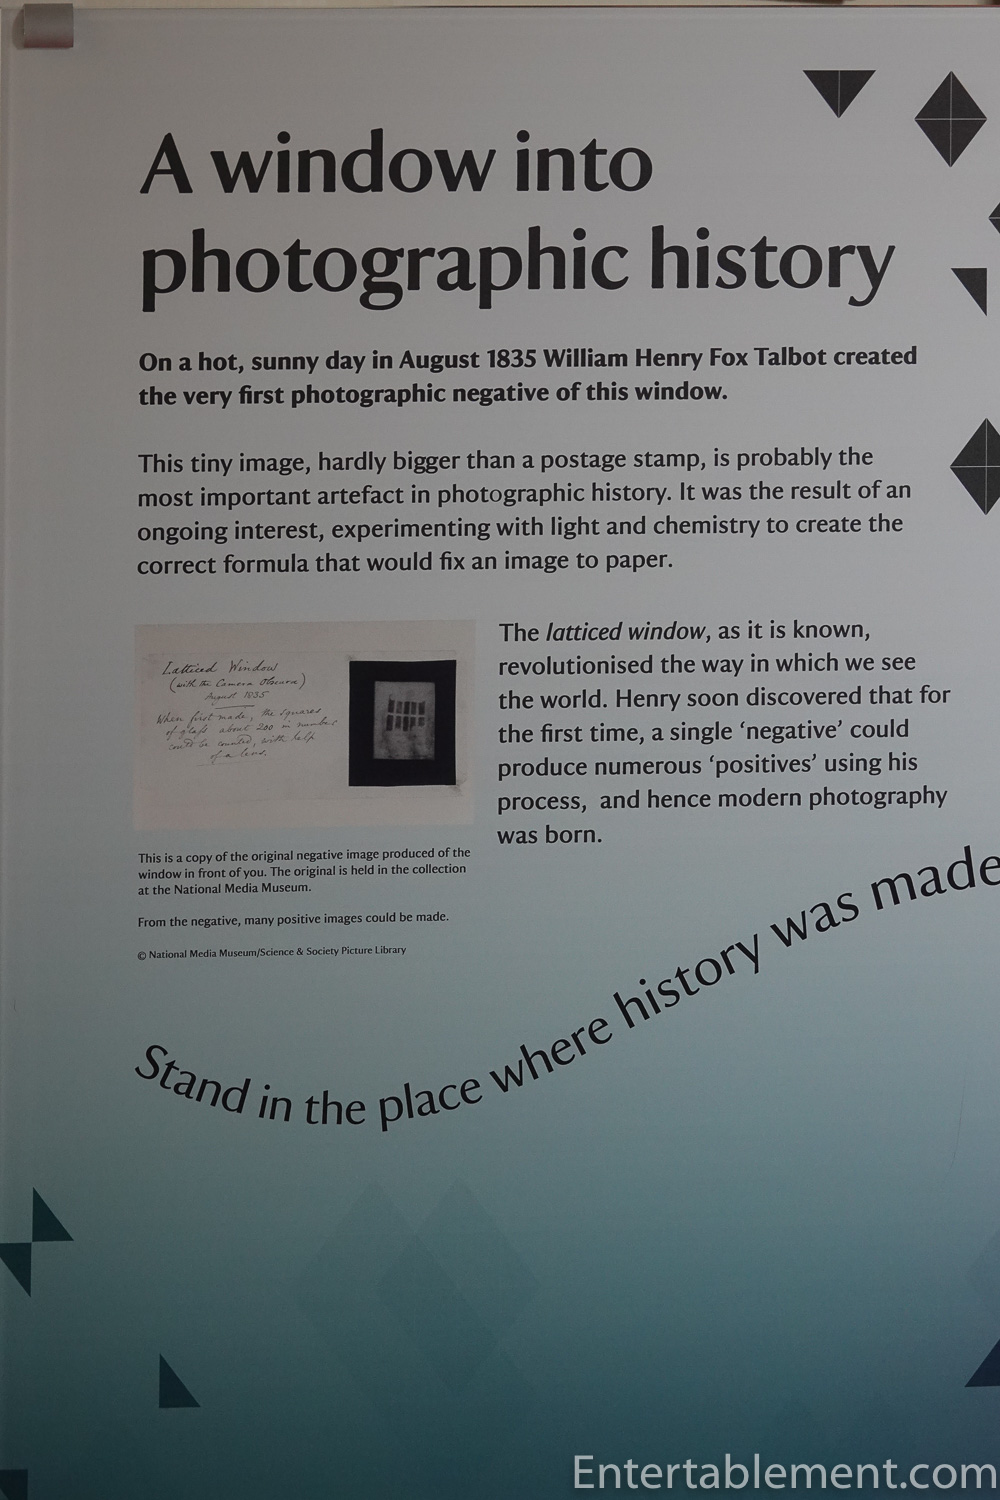 A window into
photographic history
On a hot, sunny day in August 1835 William Henry Fox Talbot created
the very first photographic negative of this window.
This tiny image, hardly bigger than a postage stamp, is probably the
most important artefact in photographic history. It was the result of an
ongoing interest, experimenting with light and chemistry to create the
correct formula that would fix an image to paper.
Latticed Window
(with the Camera Obscura)
August 1835
When first made, the squares
of glass about 200 in number
could be counted, with help
of a lens.
The latticed window, as it is known,
revolutionised the way in which we see
the world. Henry soon discovered that for
the first time, a single ‘negative’ could
produce numerous ‘positives’ using his
process,  and hence modern photography
was born.
This is a copy of the original negative image produced of the
window in front of you. The original is held in the collection
at the National Media Museum.
From the negative, many positive images could be made.
© National Media Museum/Science & Society Picture Library
Stand in the place where history was made
Entertablement.com